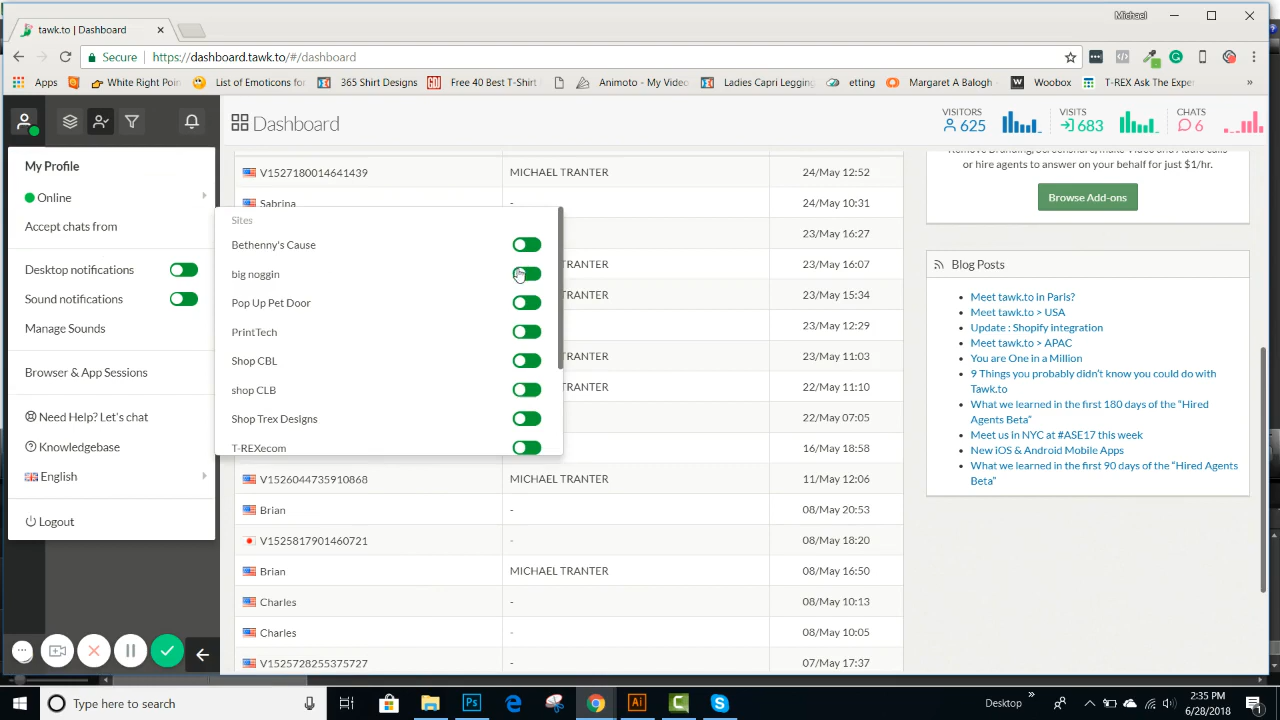 tawk.to | Dashboard
Michael
Secure
https://dashboard.tawk.to/#/dashboard
Apps
White Right Point
List of Emotions for
365 Shirt Designs
Free 40 Best T-Shirt
Animoto - My Video
Ladies Capri Legging
etting
Margaret A Balogh
Woobox
T-REX Ask The Exper
Dashboard
VISITORS
625
VISITS
683
CHATS
6
My Profile
Online
Accept chats from
Desktop notifications
Sound notifications
Manage Sounds
Browser & App Sessions
Need Help? Let's chat
Knowledgebase
English
Logout
Sites
Bethenny's Cause
big noggin
Pop Up Pet Door
PrintTech
Shop CBL
shop CLB
Shop Trex Designs
T-REXecom
V1527180014641439 MICHAEL TRANTER 24/May 12:52
Sabrina - 24/May 10:31
23/May 16:27
TRANTER 23/May 16:07
TRANTER 23/May 15:34
23/May 12:29
TRANTER 23/May 11:03
TRANTER 22/May 11:10
22/May 07:05
16/May 18:58
V1526044735910868 MICHAEL TRANTER 11/May 12:06
Brian - 08/May 20:53
V1525817901460721 - 08/May 18:20
Brian MICHAEL TRANTER 08/May 16:50
Charles - 08/May 10:13
Charles - 08/May 10:05
V1525728255375727 - 07/May 17:37
or hire agents to answer on your behalf for just $1/hr.
Browse Add-ons
Blog Posts
Meet tawk.to in Paris?
Meet tawk.to > USA
Update : Shopify integration
Meet tawk.to > APAC
You are One in a Million
9 Things you probably didn't know you could do with
Tawk.to
What we learned in the first 180 days of the “Hired
Agents Beta”
Meet us in NYC at #ASE17 this week
New iOS & Android Mobile Apps
What we learned in the first 90 days of the “Hired Agents
Beta”
Type here to search
Desktop
2:35 PM
6/28/2018